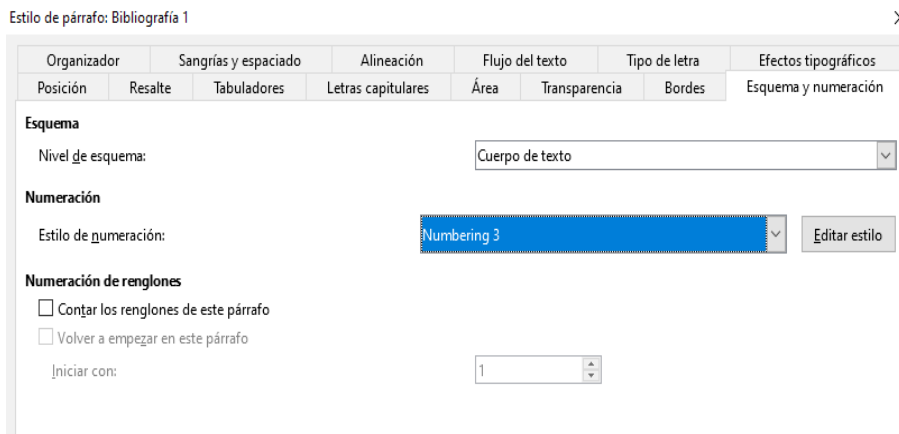 Estilo de párrafo: Bibliografía 1
Organizador Sangrías y espaciado Alineación Flujo del texto Tipo de letra Efectos tipográficos
Posición Resalte Tabuladores Letras capitulares Área Transparencia Bordes Esquema y numeración
Esquema
Nivel de esquema: Cuerpo de texto
Numeración
Estilo de numeración: Numbering 3 Editar estilo
Numeración de renglones
Contar los renglones de este párrafo
Volver a empezar en este párrafo
Iniciar con: 1